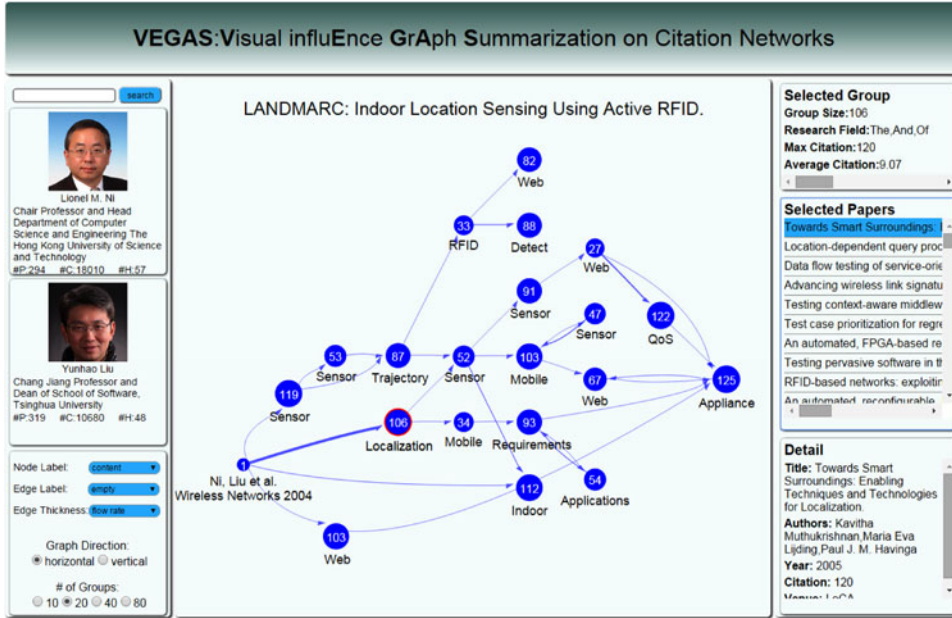 VEGAS:Visual influEnce GrAph Summarization on Citation Networks
search
Lionel M. Ni
Chair Professor and Head
Department of Computer
Science and Engineering The
Hong Kong University of Science
and Technology
#P:294 #C:18010 #H:57
Yunhao Liu
Chang Jiang Professor and
Dean of School of Software,
Tsinghua University
#P:319 #C:10680 #H:48
Node Label: content
Edge Label: empty
Edge Thickness: flow rate
Graph Direction:
horizontal vertical
# of Groups:
10 20 40 80
LANDMARC: Indoor Location Sensing Using Active RFID.
82
Web
33
RFID
88
Detect
27
Web
91
Sensor
47
Sensor
122
QoS
53
Sensor
87
Trajectory
52
Sensor
103
Mobile
67
Web
125
Appliance
119
Sensor
106
Localization
34
Mobile
93
Requirements
1
Ni, Liu et al.
Wireless Networks 2004
112
Indoor
54
Applications
103
Web
Selected Group
Group Size:106
Research Field:The,And,Of
Max Citation:120
Average Citation:9.07
Selected Papers
Towards Smart Surroundings:
Location-dependent query proc
Data flow testing of service-orie
Advancing wireless link signatu
Testing context-aware middlew
Test case prioritization for regre
An automated, FPGA-based re
Testing pervasive software in th
RFID-based networks: exploitin
An automated, reconfigurable,
Detail
Title: Towards Smart
Surroundings: Enabling
Techniques and Technologies
for Localization.
Authors: Kavitha
Muthukrishnan,Maria Eva
Lijding,Paul J. M. Havinga
Year: 2005
Citation: 120
Venue: LoCA